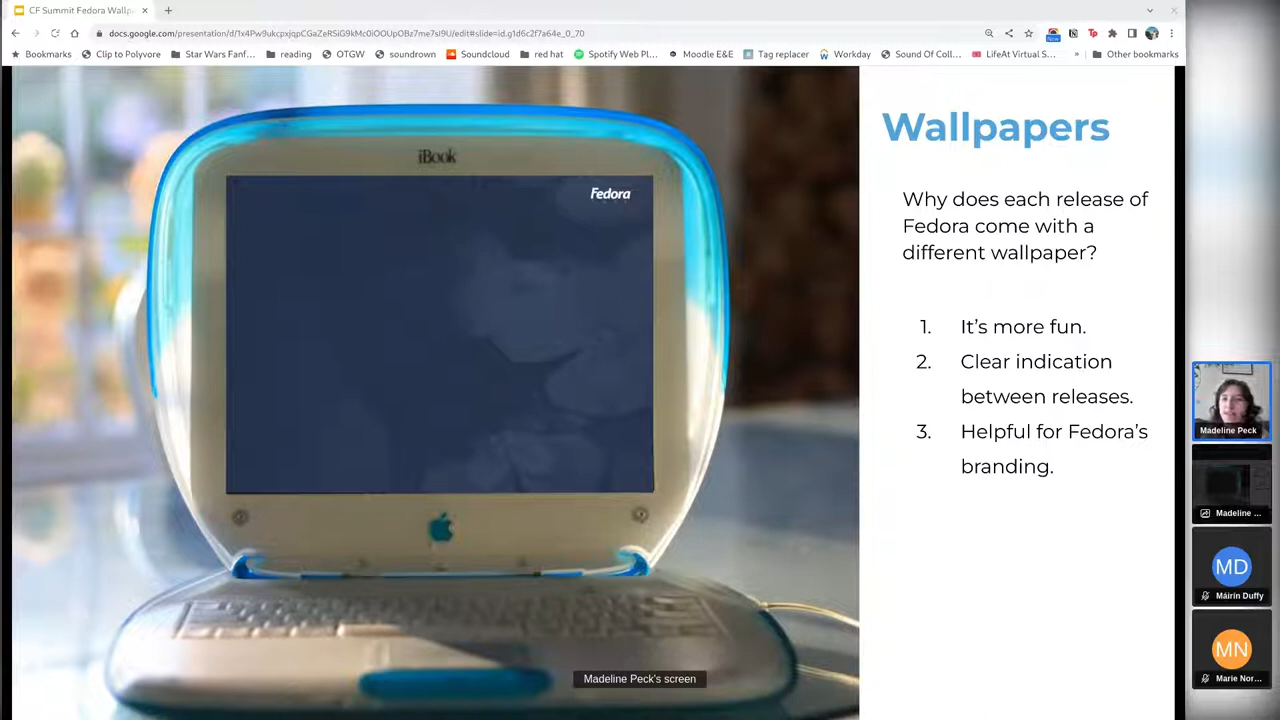 CF Summit Fedora Wallp
docs.google.com/presentation/d/1x4Pw9ukcpxjqpCGaZeRSiG9kMc0iOOUpOBz7me7sI9U/edit#slide=id.g1d6c2f7a64e_0_70
Bookmarks Clip to Polyvore Star Wars Fanf... reading OTGW soundrown Soundcloud red hat Spotify Web Pl... Moodle E&E Tag replacer Workday Sound Of Coll... LifeAt Virtual S... » Other bookmarks
iBook
Fedora
Wallpapers
Why does each release of
Fedora come with a
different wallpaper?
1. It's more fun.
2. Clear indication
between releases.
3. Helpful for Fedora's
branding.
Madeline Peck's screen
Madeline Peck
Madeline ...
MD
Máirín Duffy
MN
Marie Nor...